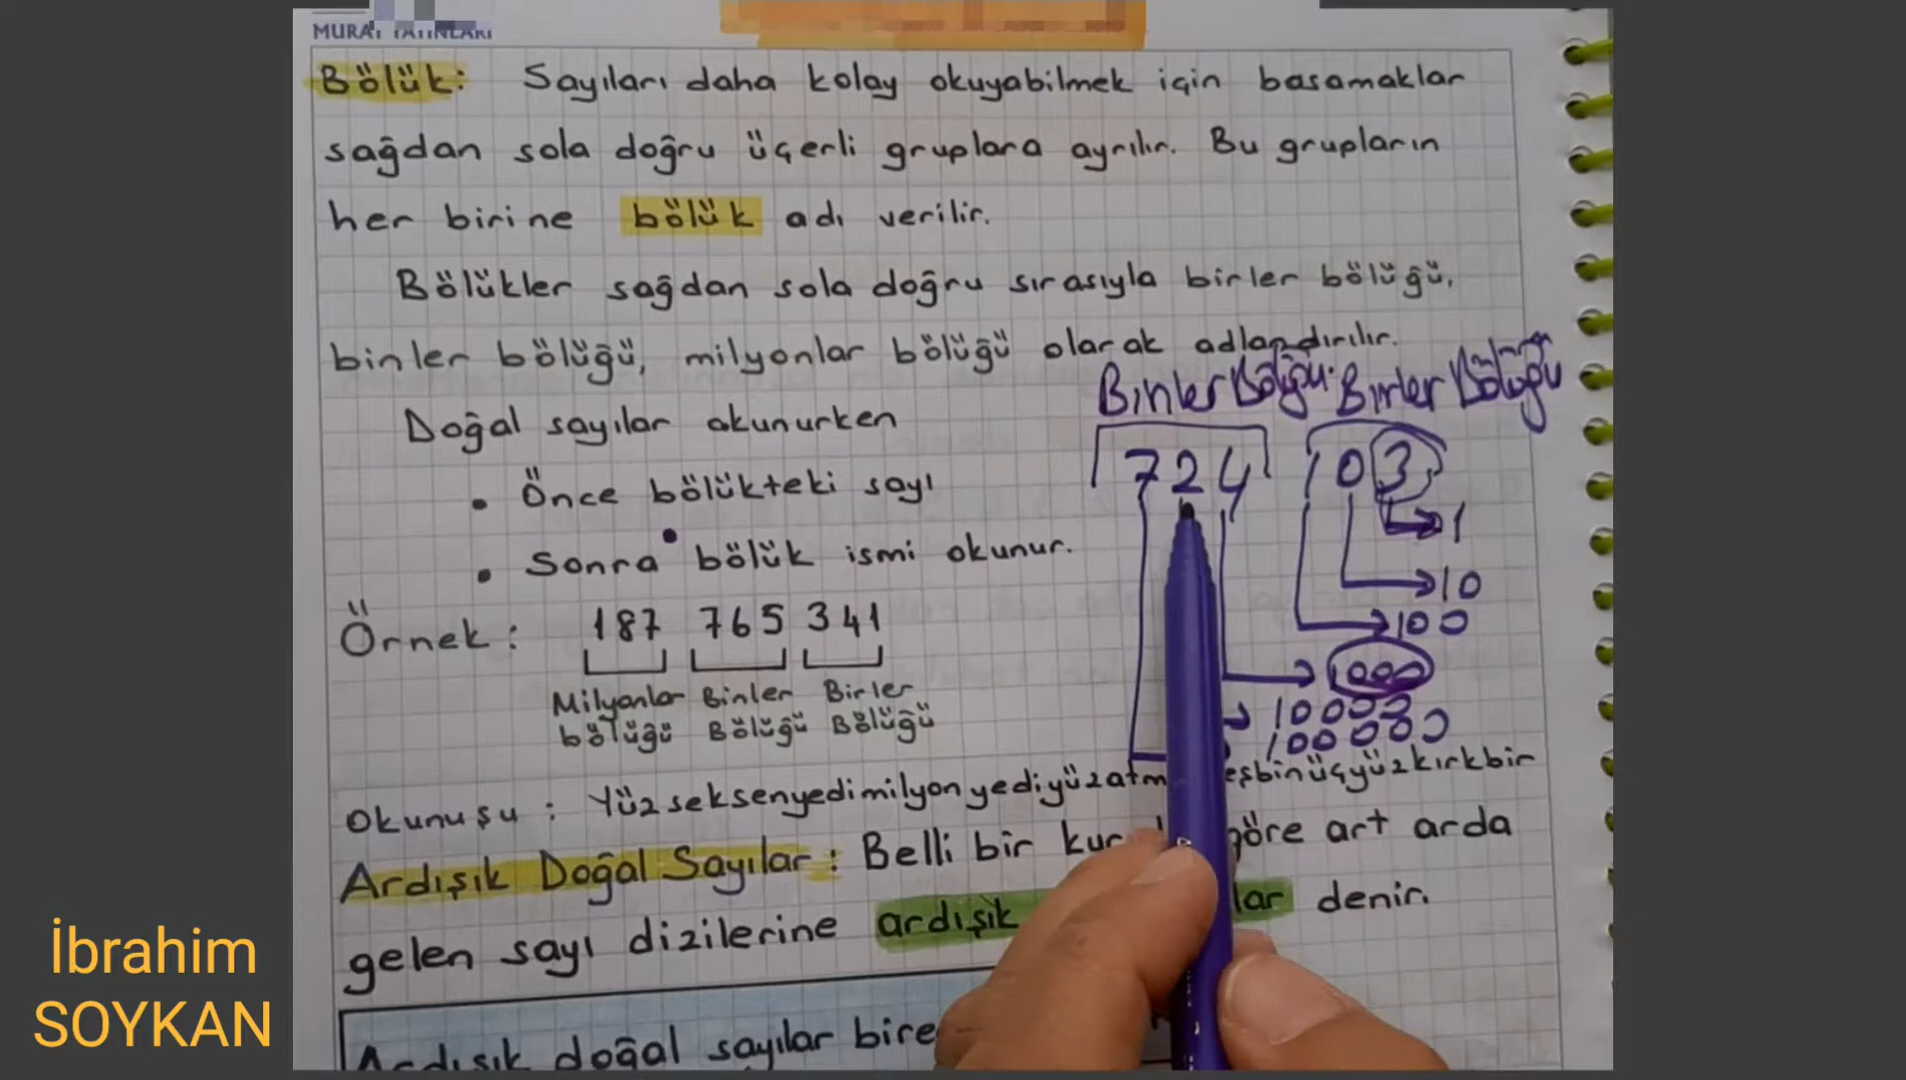 MURAT YAYINLARI
Bölük: Sayıları daha kolay okuyabilmek için basamaklar
sağdan sola doğru üçerli gruplara ayrılır. Bu grupların
her birine bölük adı verilir.
Bölükler sağdan sola doğru sırasıyla birler bölüğü,
binler bölüğü, milyonlar bölüğü olarak adlandırılır.
Binler Bölüğü Birler Bölüğü
Doğal sayılar okunurken
724 103
• Önce bölükteki sayı
1
• Sonra bölük ismi okunur.
10
100
Örnek: 187 765 341
1000
Milyonlar Binler Birler
bölüğü Bölüğü Bölüğü
10000
100000
Okunuşu: Yüzseksenyedimilyonyediyüzatm eşbinüçyüzkırkbir
Ardışık Doğal Sayılar: Belli bir göre art arda
gelen sayı dizilerine ardışık lar denir.
Ardışık doğal sayılar bire
İbrahim
SOYKAN